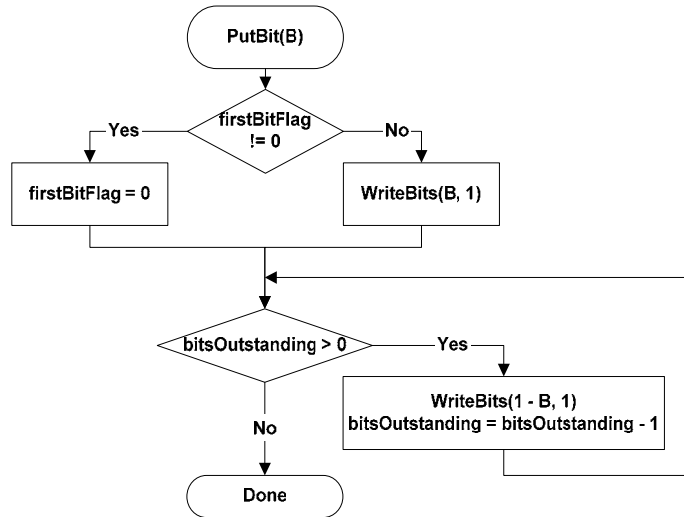 PutBit(B)
firstBitFlag
!= 0
Yes
No
firstBitFlag = 0
WriteBits(B, 1)
bitsOutstanding > 0
Yes
WriteBits(1 - B, 1)
bitsOutstanding = bitsOutstanding - 1
No
Done